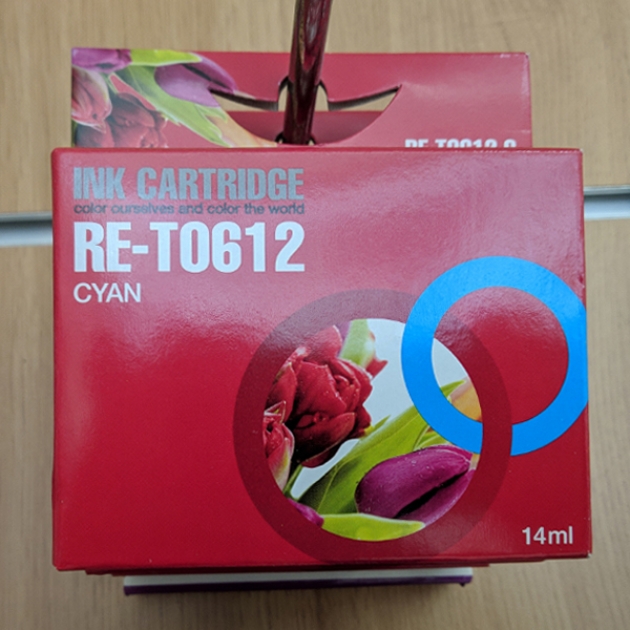 INK CARTRIDGE
color ourselves and color the world
RE-T0612
CYAN
14ml